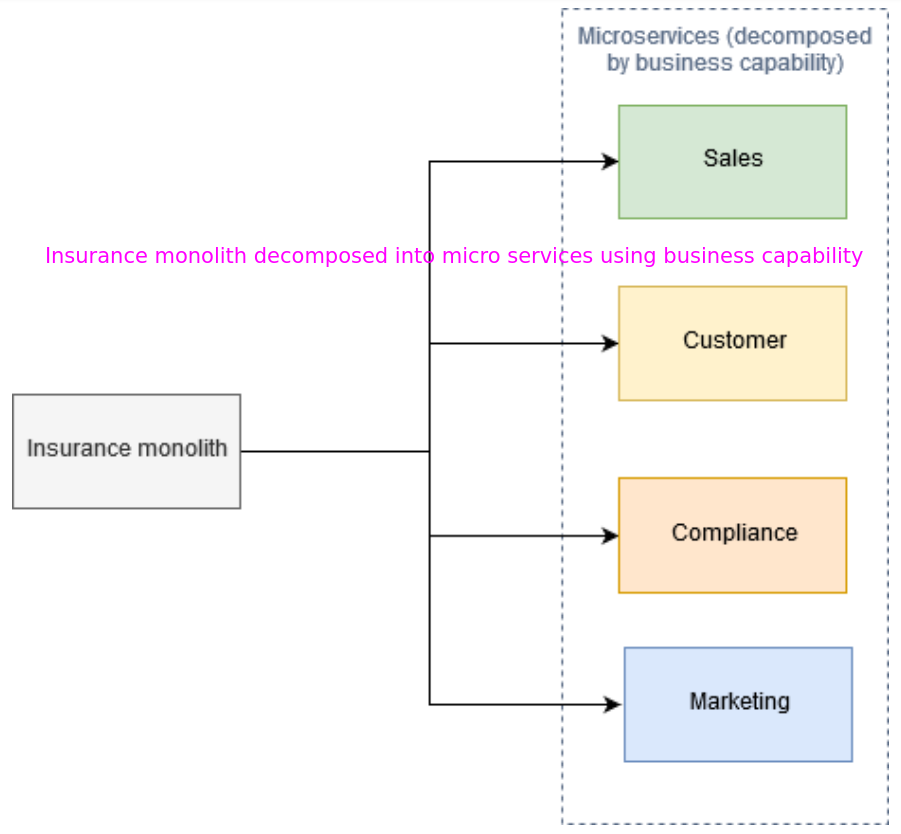 Microservices (decomposed
by business capability)
Sales
Insurance monolith decomposed into micro services using business capability
Customer
Insurance monolith
Compliance
Marketing